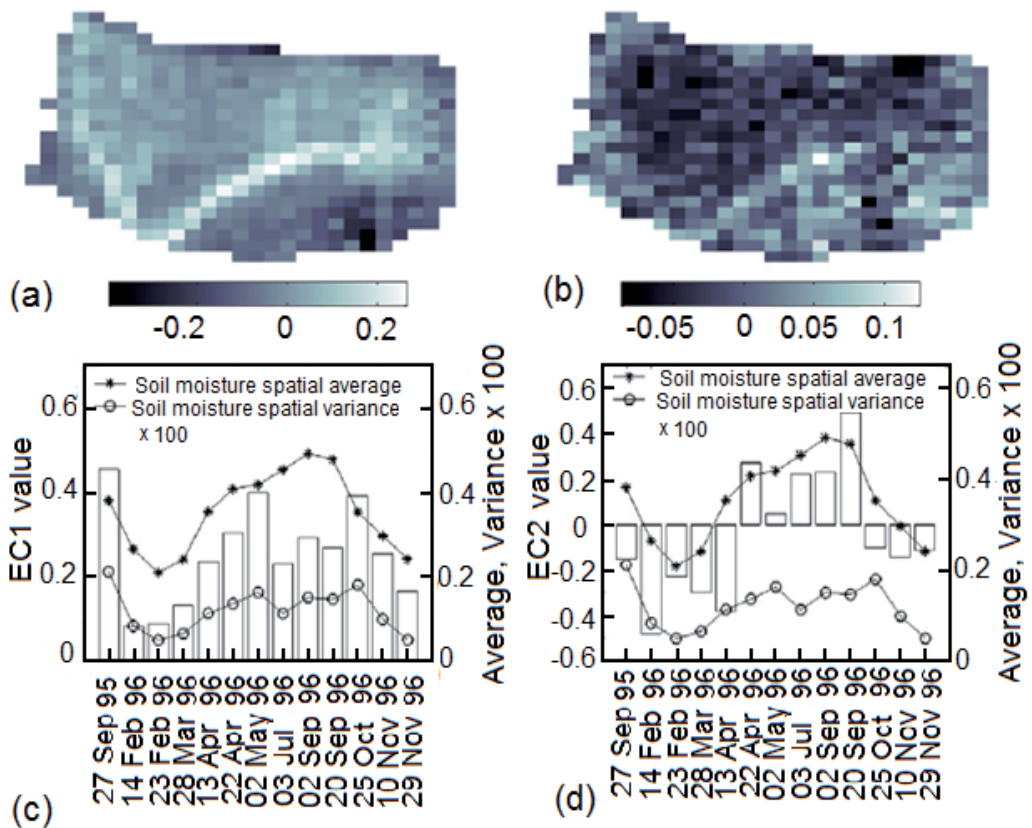 (a)
-0.2 0 0.2
(b)
-0.05 0 0.05 0.1
Soil moisture spatial average
Soil moisture spatial variance
x 100
0.6
0.4
0.2
0
EC1 value
0.6
0.4
0.2
0
Average, Variance x 100
27 Sep 95
14 Feb 96
23 Feb 96
28 Mar 96
13 Apr 96
22 Apr 96
02 May 96
03 Jul 96
02 Sep 96
20 Sep 96
25 Oct 96
10 Nov 96
29 Nov 96
(c)
Soil moisture spatial average
Soil moisture spatial variance
x 100
0.6
0.4
0.2
0
-0.2
-0.4
-0.6
EC2 value
0.6
0.4
0.2
0
Average, Variance x 100
27 Sep 95
14 Feb 96
23 Feb 96
28 Mar 96
13 Apr 96
22 Apr 96
02 May 96
03 Jul 96
02 Sep 96
20 Sep 96
25 Oct 96
10 Nov 96
29 Nov 96
(d)